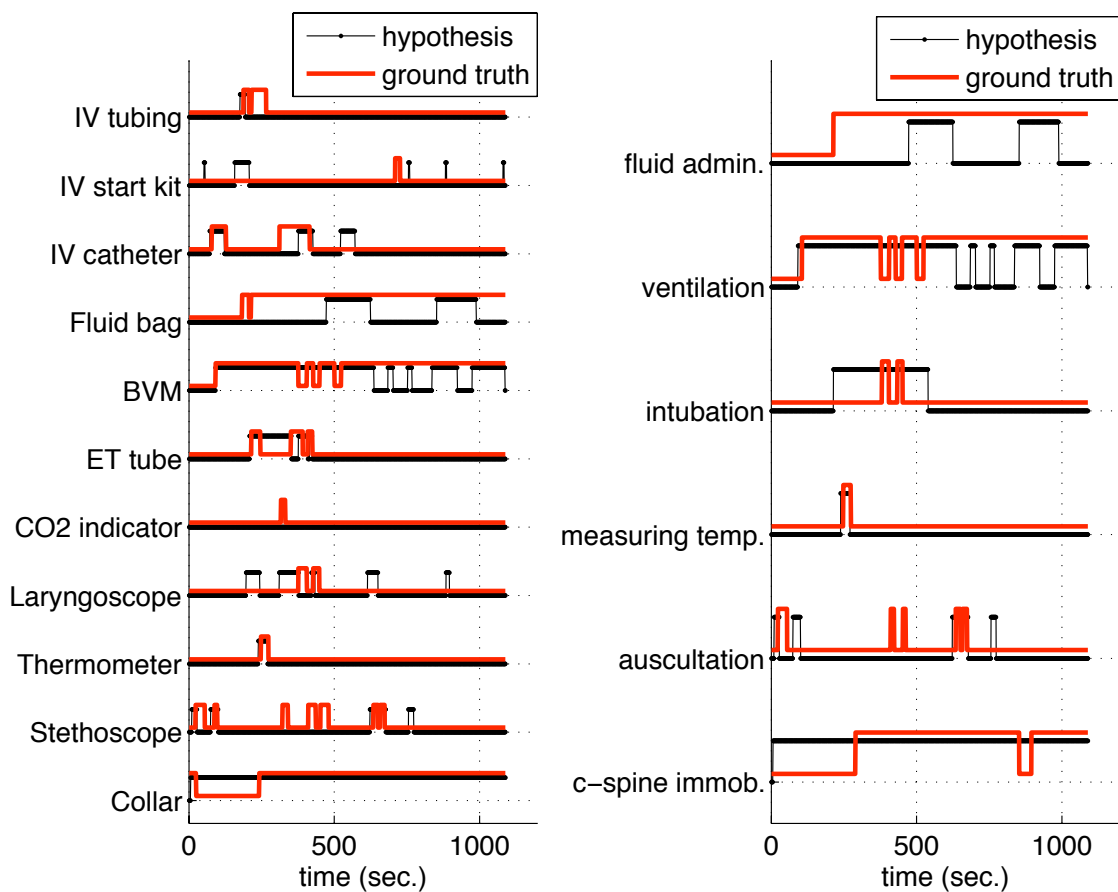 hypothesis
ground truth
IV tubing
IV start kit
IV catheter
Fluid bag
BVM
ET tube
CO2 indicator
Laryngoscope
Thermometer
Stethoscope
Collar
0
500
1000
time (sec.)
hypothesis
ground truth
fluid admin.
ventilation
intubation
measuring temp.
auscultation
c−spine immob.
0
500
1000
time (sec.)